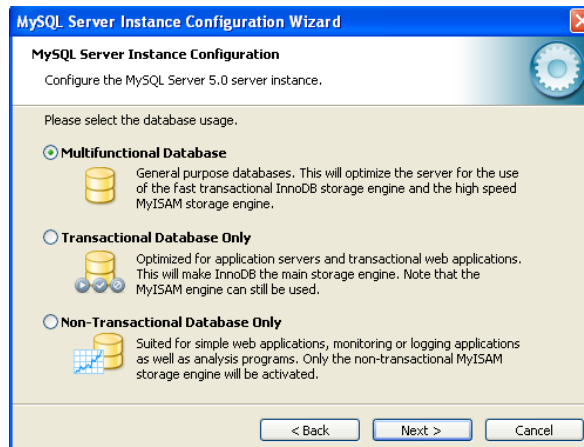 MySQL Server Instance Configuration Wizard
MySQL Server Instance Configuration
Configure the MySQL Server 5.0 server instance.
Please select the database usage.
Multifunctional Database
General purpose databases. This will optimize the server for the use
of the fast transactional InnoDB storage engine and the high speed
MyISAM storage engine.
Transactional Database Only
Optimized for application servers and transactional web applications.
This will make InnoDB the main storage engine. Note that the
MyISAM engine can still be used.
Non-Transactional Database Only
Suited for simple web applications, monitoring or logging applications
as well as analysis programs. Only the non-transactional MyISAM
storage engine will be activated.
< Back Next > Cancel